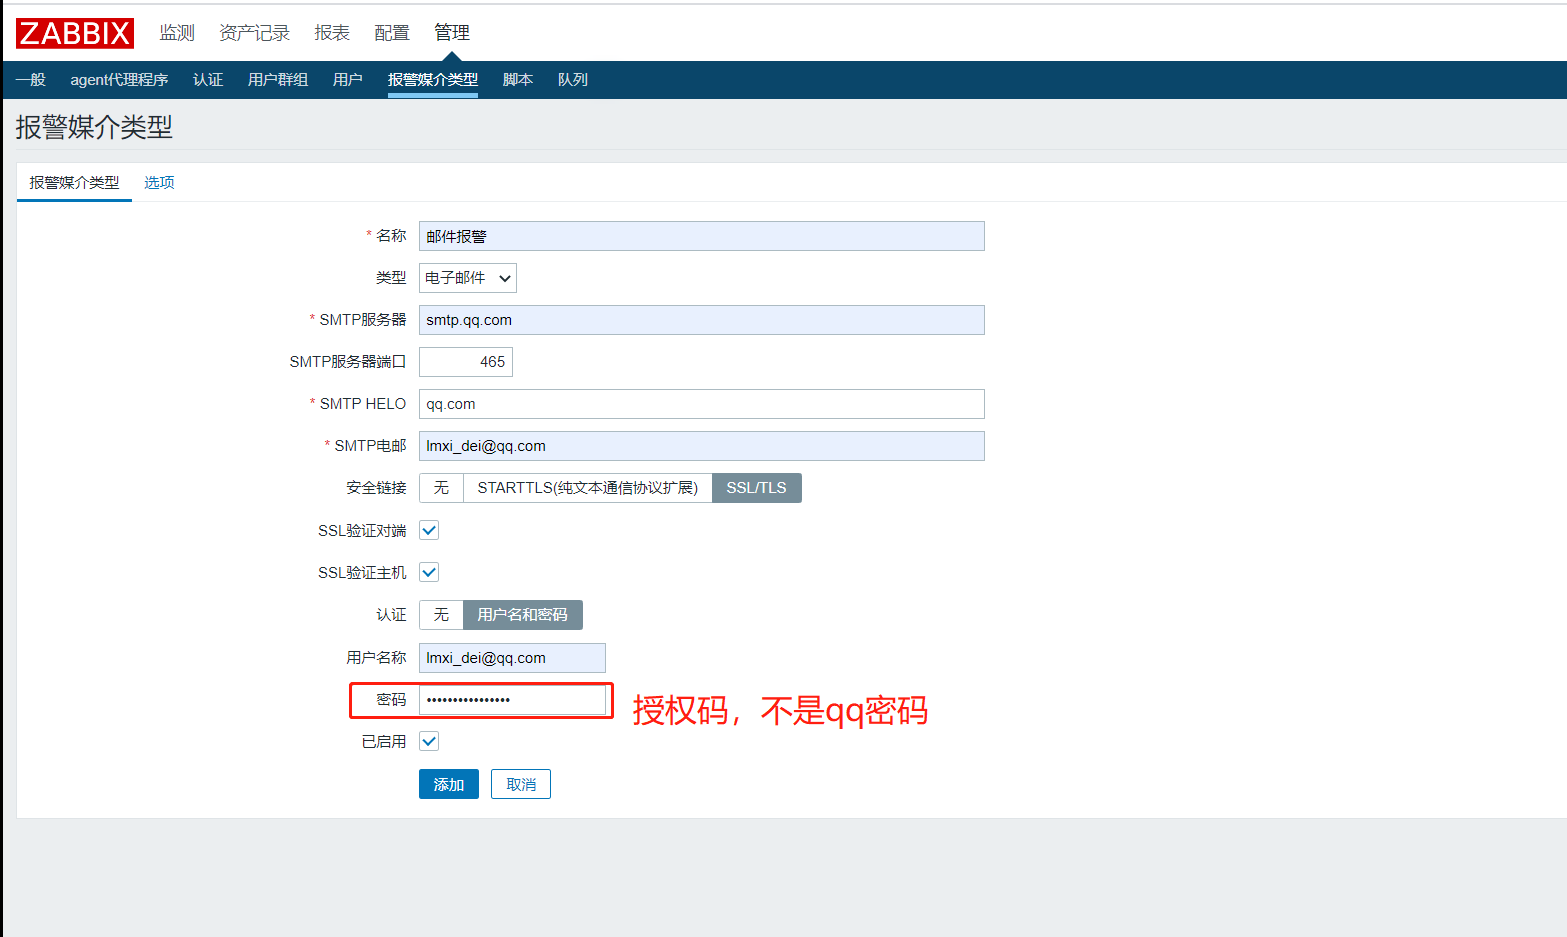 ZABBIX 监测 资产记录 报表 配置 管理
一般 agent代理程序 认证 用户群组 用户 报警媒介类型 脚本 队列
报警媒介类型
报警媒介类型 选项
* 名称 邮件报警
类型 电子邮件
* SMTP服务器 smtp.qq.com
SMTP服务器端口 465
* SMTP HELO qq.com
* SMTP电邮 lmxi_dei@qq.com
安全链接 无 STARTTLS(纯文本通信协议扩展) SSL/TLS
SSL验证对端
SSL验证主机
认证 无 用户名和密码
用户名称 lmxi_dei@qq.com
密码 ••••••••••••••••
授权码，不是qq密码
已启用
添加 取消